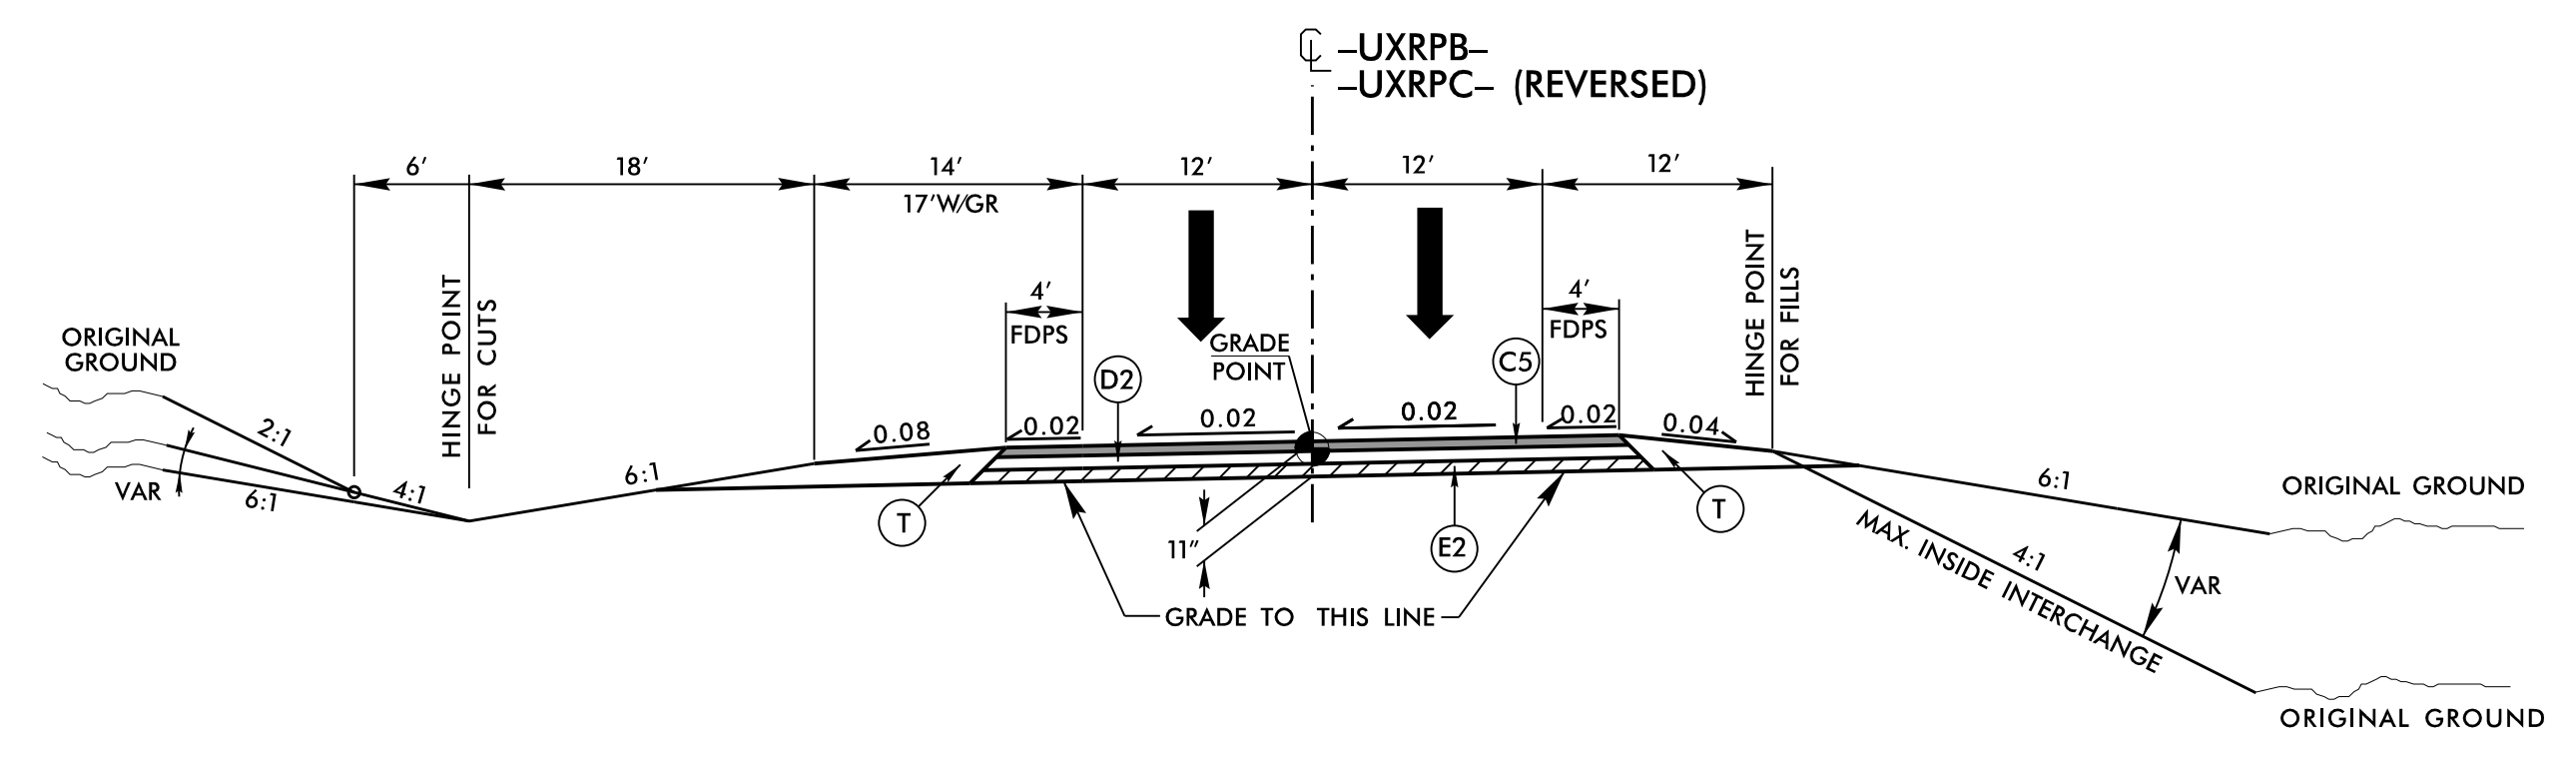 ℄ –UXRPB–
–UXRPC– (REVERSED)
6' 18' 14' 12' 12' 12'
17'W/GR
HINGE POINT
FOR CUTS
HINGE POINT
FOR FILLS
4'
FDPS
4'
FDPS
ORIGINAL
GROUND
GRADE
POINT
D2
C5
2:1
VAR
6:1
4:1
6:1
0.08
0.02
0.02
0.02
0.02
0.04
T
T
11"
E2
GRADE TO THIS LINE
6:1
ORIGINAL GROUND
4:1
MAX. INSIDE INTERCHANGE
VAR
ORIGINAL GROUND